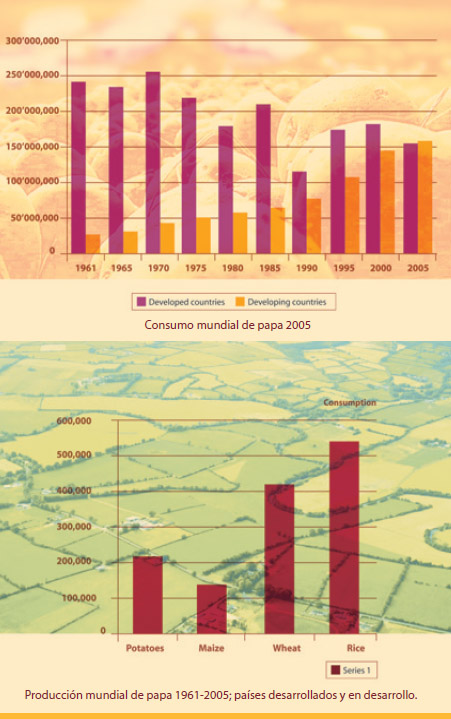 300'000,000
250'000,000
200'000,000
150'000,000
100'000,000
50'000,000
0
1961 1965 1970 1975 1980 1985 1990 1995 2000 2005
Developed countries Developing countries
Consumo mundial de papa 2005
Consumption
600,000
500,000
400,000
300,000
200,000
100,000
0
Potatoes Maize Wheat Rice
Series 1
Producción mundial de papa 1961-2005; países desarrollados y en desarrollo.